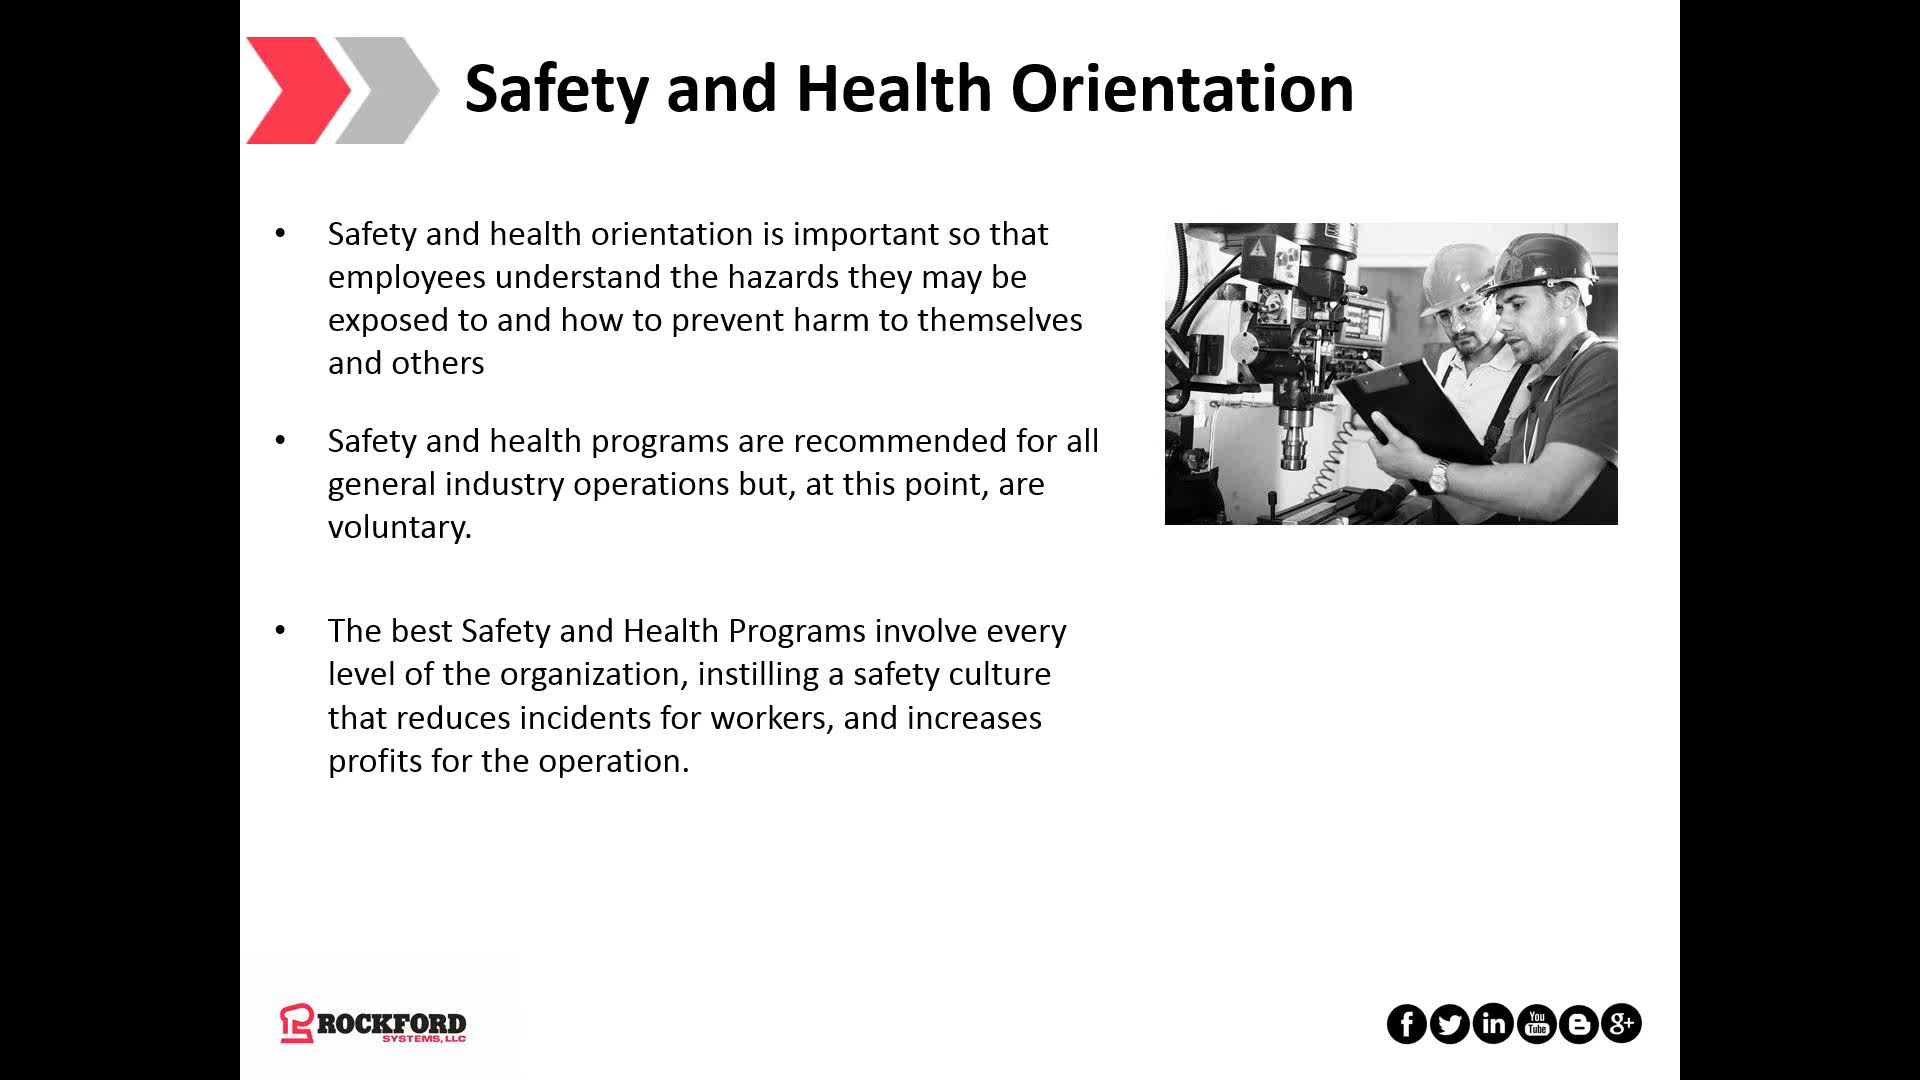 Safety and Health Orientation
• Safety and health orientation is important so that
employees understand the hazards they may be
exposed to and how to prevent harm to themselves
and others
• Safety and health programs are recommended for all
general industry operations but, at this point, are
voluntary.
• The best Safety and Health Programs involve every
level of the organization, instilling a safety culture
that reduces incidents for workers, and increases
profits for the operation.
ROCKFORD
SYSTEMS, LLC
You
Tube